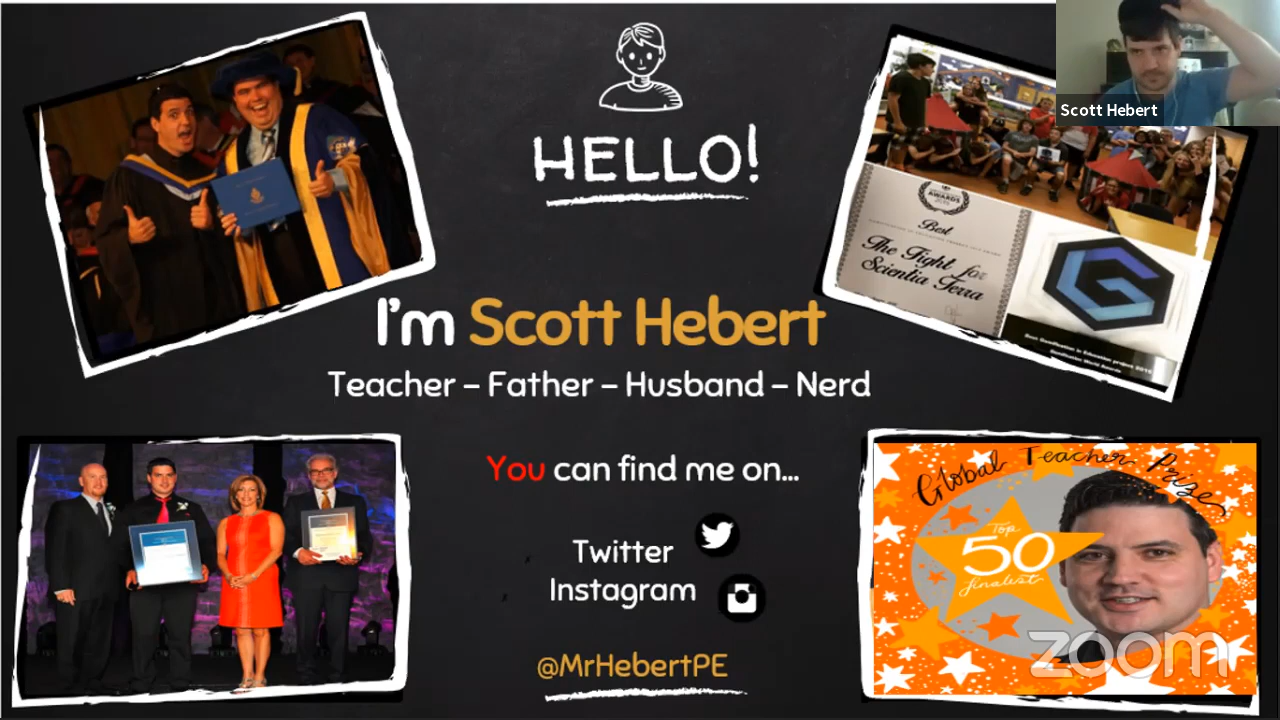 Scott Hebert
HELLO!
AWARDS
Best
The Fight for
Scientia Terra
G
I'm Scott Hebert
Teacher – Father – Husband – Nerd
You can find me on...
Twitter
Instagram
@MrHebertPE
Global Teacher Prize
Top
50
finalist
zoom